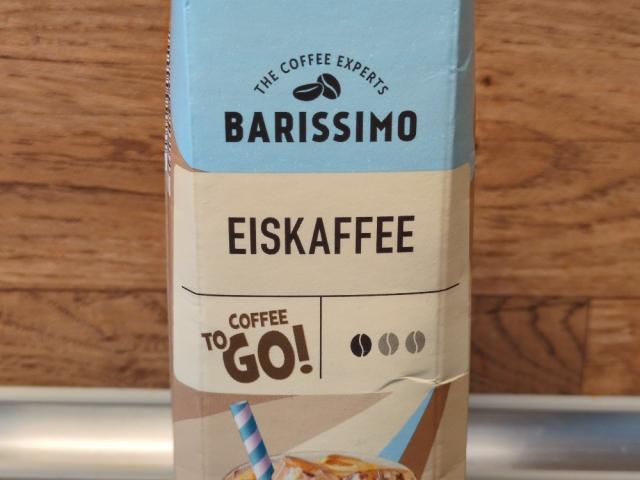 THE COFFEE EXPERTS
BARISSIMO
EISKAFFEE
COFFEE
TO GO!